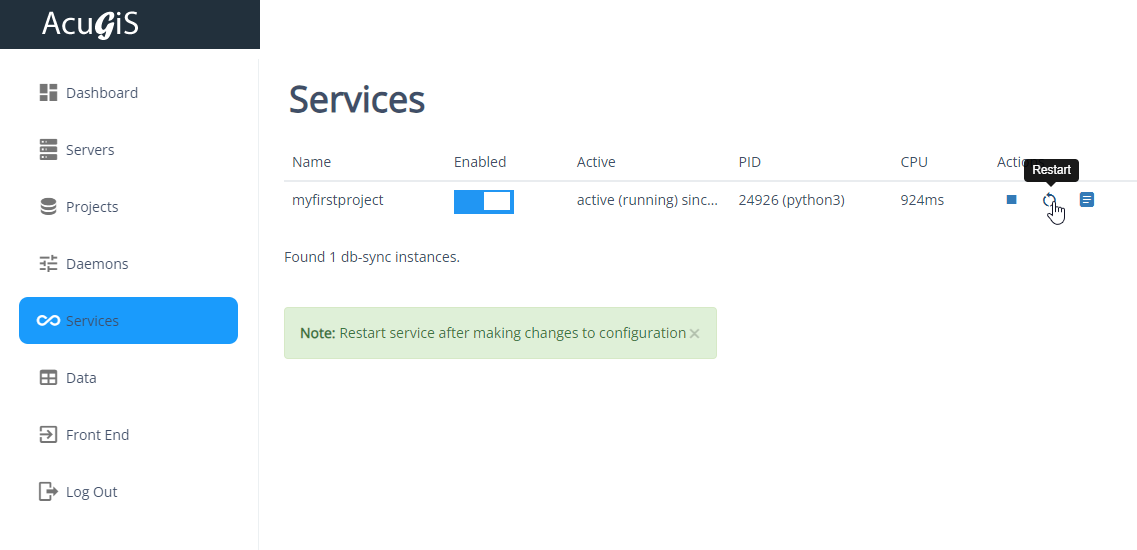 AcuGiS
Dashboard
Servers
Projects
Daemons
Services
Data
Front End
Log Out
Services
Name Enabled Active PID CPU Actio
Restart
myfirstproject active (running) sinc... 24926 (python3) 924ms
Found 1 db-sync instances.
Note: Restart service after making changes to configuration ×